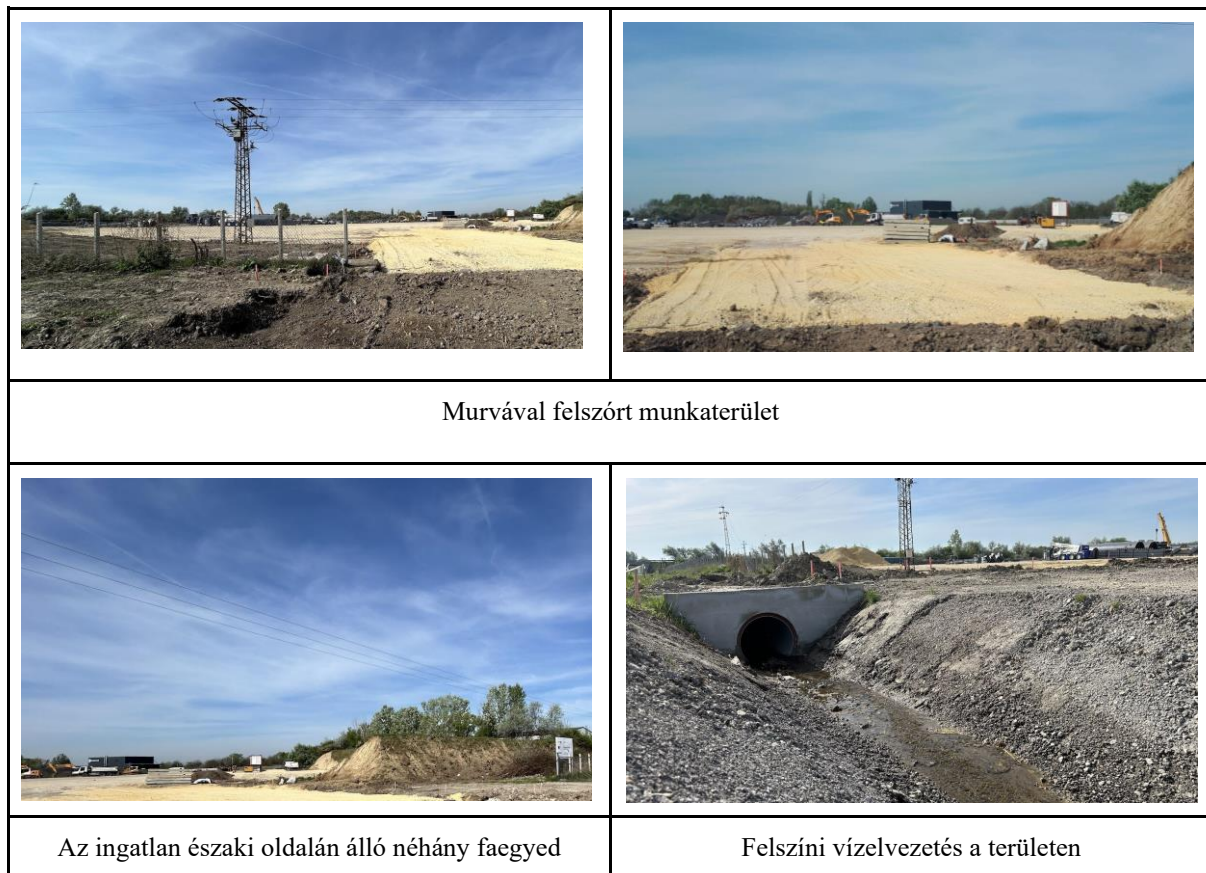 Murvával felszórt munkaterület
Az ingatlan északi oldalán álló néhány faegyed
Felszíni vízelvezetés a területen